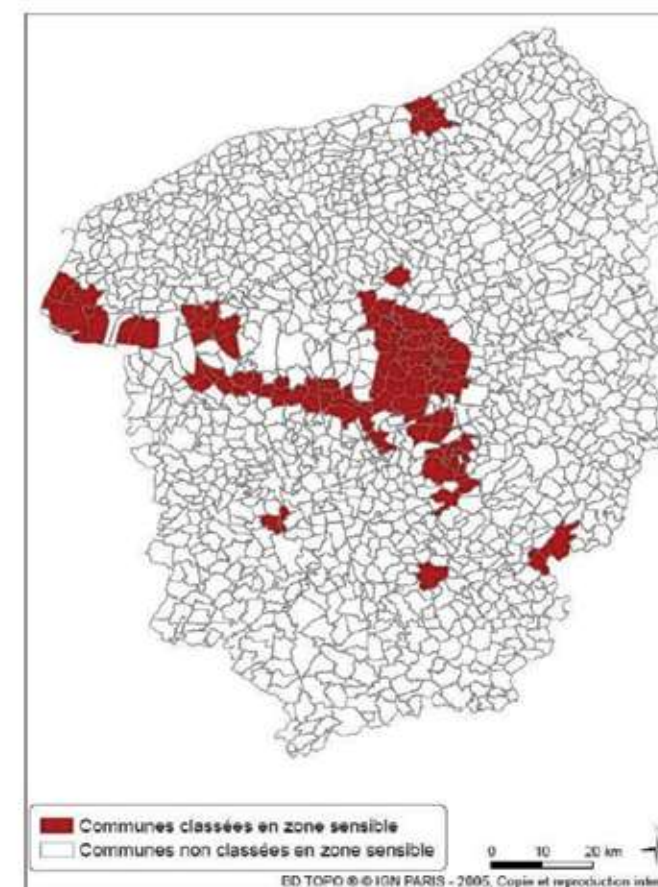 Communes classées en zone sensible
Communes non classées en zone sensible
0 10 20 km
BD TOPO ® © IGN PARIS - 2005, Copie et reproduction inter